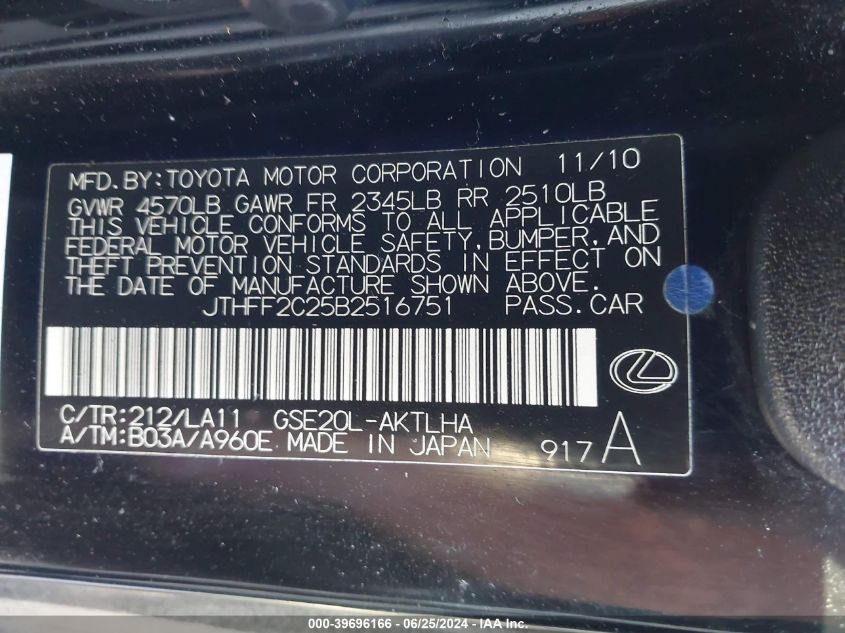 MFD.BY:TOYOTA MOTOR CORPORATION 11/10
GVWR 4570LB GAWR FR 2345LB RR 2510LB
THIS VEHICLE CONFORMS TO ALL APPLICABLE
FEDERAL MOTOR VEHICLE SAFETY,BUMPER,AND
THEFT PREVENTION STANDARDS IN EFFECT ON
THE DATE OF MANUFACTURE SHOWN ABOVE.
JTHFF2C25B2516751 PASS.CAR
C/TR:212/LA11 GSE20L-AKTLHA
A/TM:B03A/A960E MADE IN JAPAN 917A
000-39696166 - 06/25/2024 - IAA Inc.